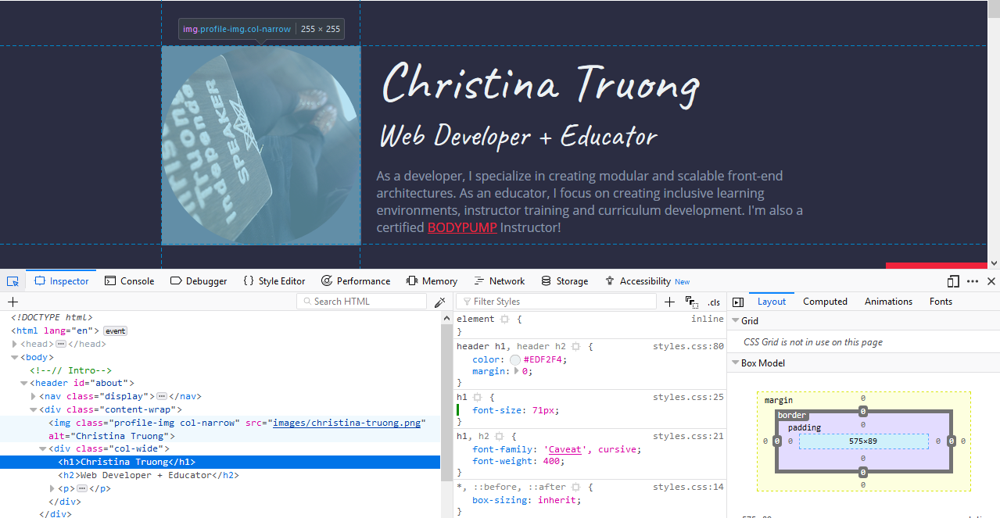 img.profile-img.col-narrow | 255 × 255
SPEAKER
Christina Truong
Web Developer + Educator
As a developer, I specialize in creating modular and scalable front-end
architectures. As an educator, I focus on creating inclusive learning
environments, instructor training and curriculum development. I'm also a
certified BODYPUMP Instructor!
Inspector Console Debugger { } Style Editor Performance Memory Network Storage Accessibility New
+ Search HTML
<!DOCTYPE html>
<html lang="en"> event
<head> ··· </head>
<body>
<!--// Intro-->
<header id="about">
<nav class="display"> ··· </nav>
<div class="content-wrap">
<img class="profile-img col-narrow" src="images/christina-truong.png"
alt="Christina Truong">
<div class="col-wide">
<h1>Christina Truong</h1>
<h2>Web Developer + Educator</h2>
<p> ··· </p>
</div>
</div>
Filter Styles + .cls
element { inline
}
header h1, header h2 { styles.css:80
color: #EDF2F4;
margin: 0;
}
h1 { styles.css:25
font-size: 71px;
}
h1, h2 { styles.css:21
font-family: 'Caveat', cursive;
font-weight: 400;
}
*, ::before, ::after { styles.css:14
box-sizing: inherit;
}
Layout Computed Animations Fonts
Grid
CSS Grid is not in use on this page
Box Model
margin 0
border 0
padding 0
0 0 0 575×89 0 0 0
0
0
0